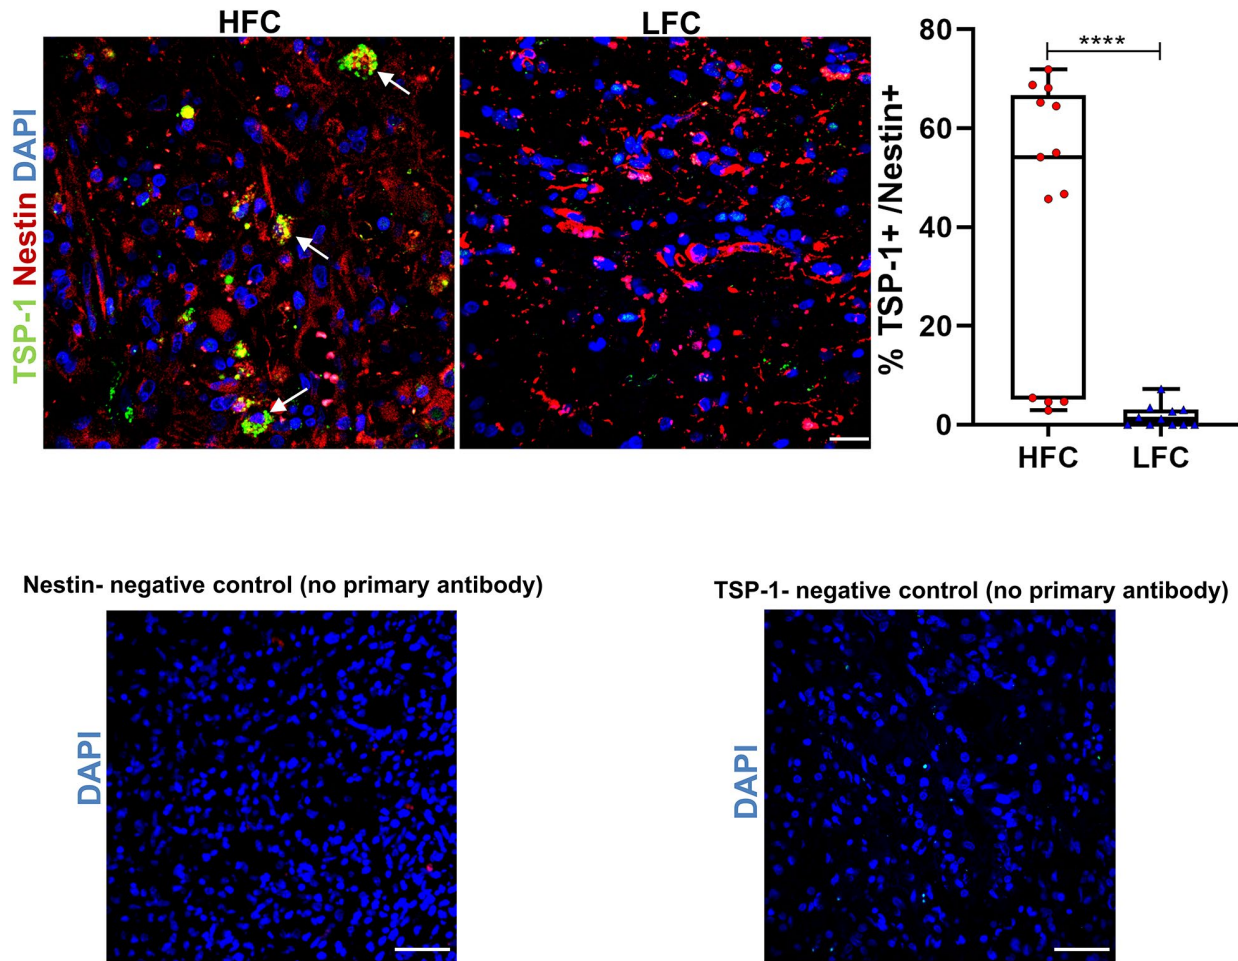 HFC
LFC
TSP-1 Nestin DAPI
% TSP-1+ /Nestin+
80
60
40
20
0
****
HFC
LFC
Nestin- negative control (no primary antibody)
TSP-1- negative control (no primary antibody)
DAPI
DAPI